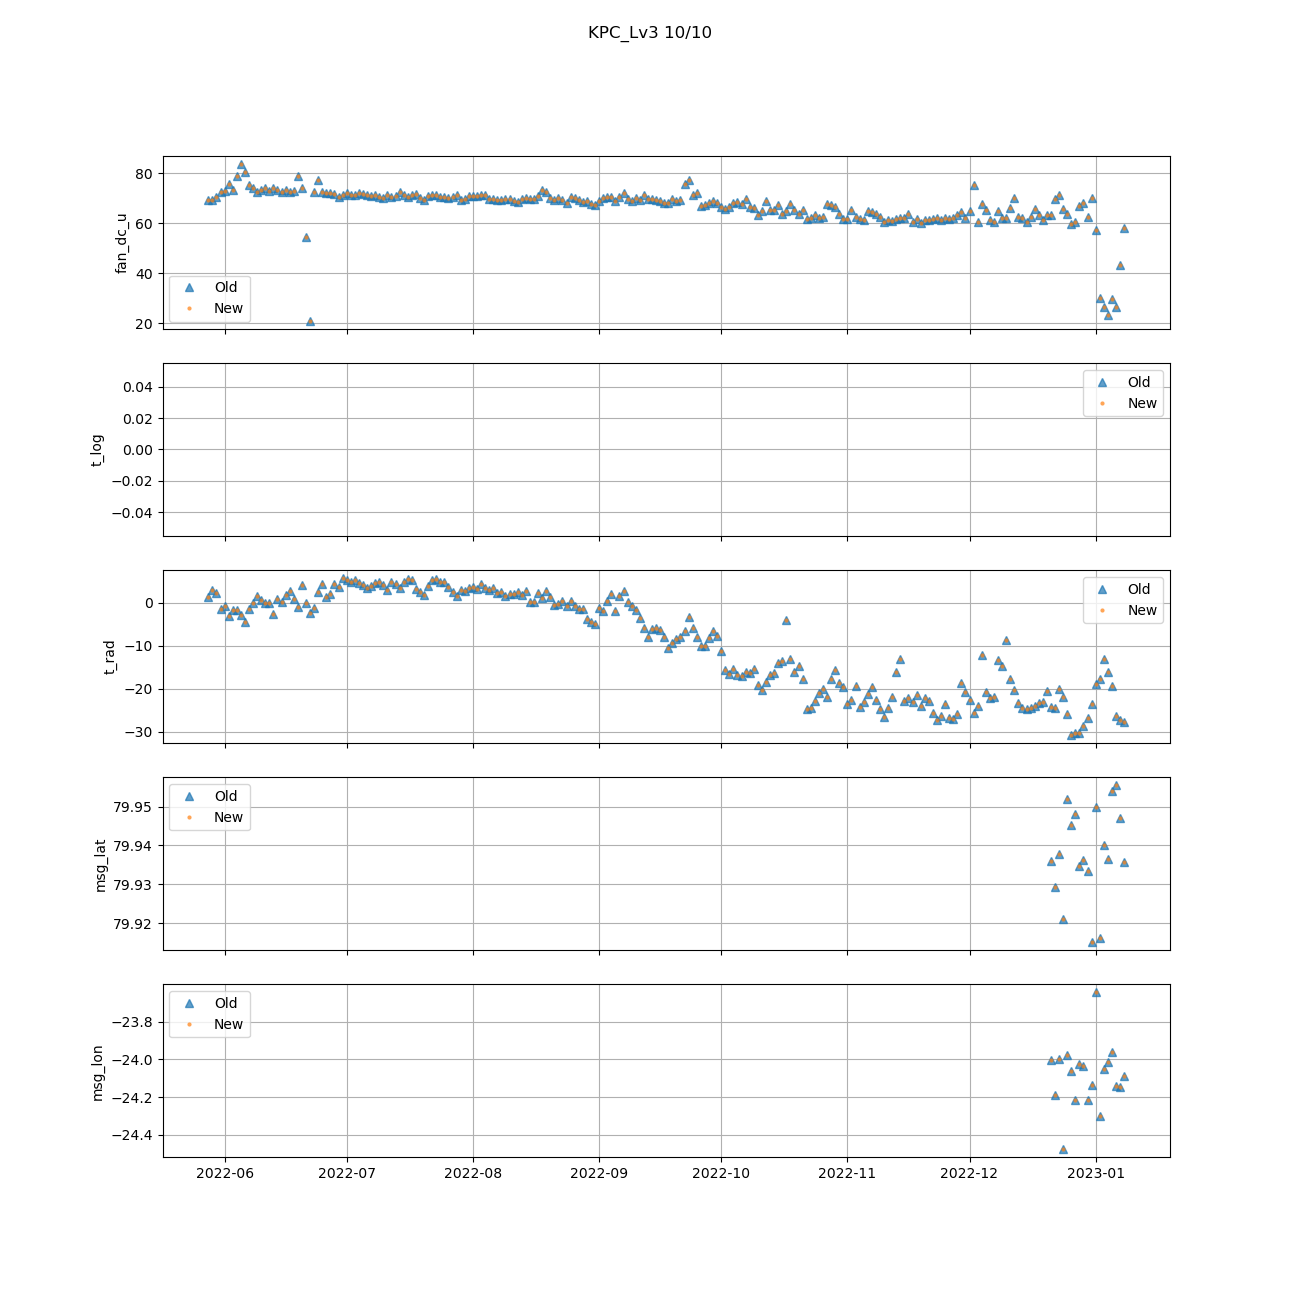 KPC_Lv3 10/10
80
60
40
20
fan_dc_u
Old
New
0.04
0.02
0.00
−0.02
−0.04
t_log
Old
New
0
−10
−20
−30
t_rad
Old
New
79.95
79.94
79.93
79.92
msg_lat
Old
New
−23.8
−24.0
−24.2
−24.4
msg_lon
Old
New
2022-06 2022-07 2022-08 2022-09 2022-10 2022-11 2022-12 2023-01